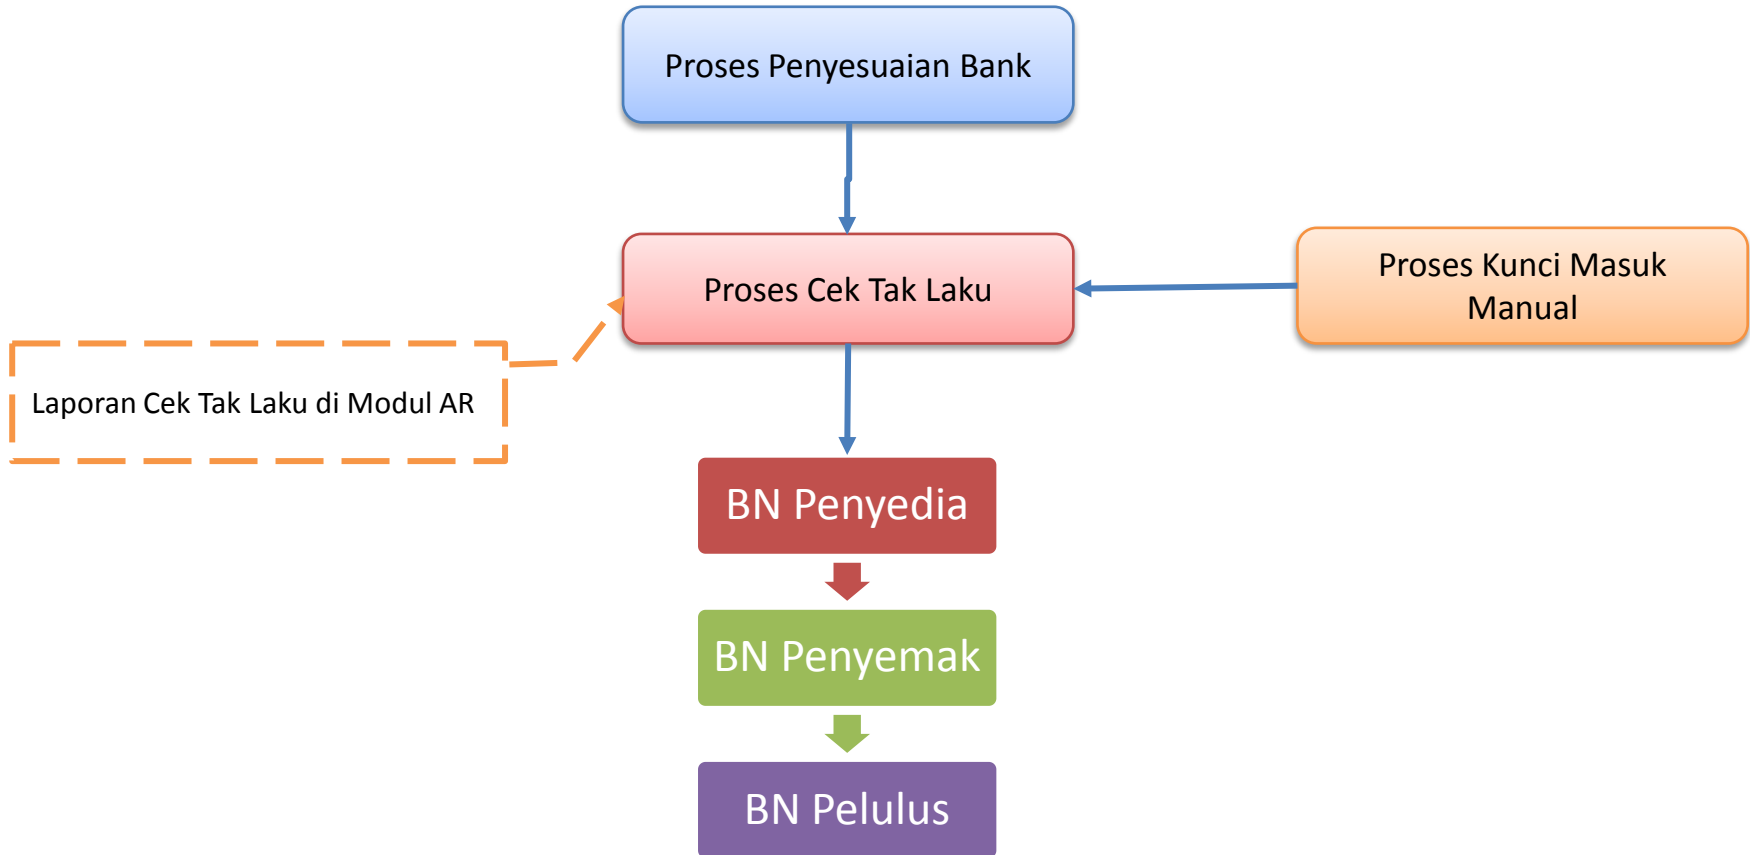 Proses Penyesuaian Bank
Proses Cek Tak Laku
Proses Kunci Masuk
Manual
Laporan Cek Tak Laku di Modul AR
BN Penyedia
BN Penyemak
BN Pelulus